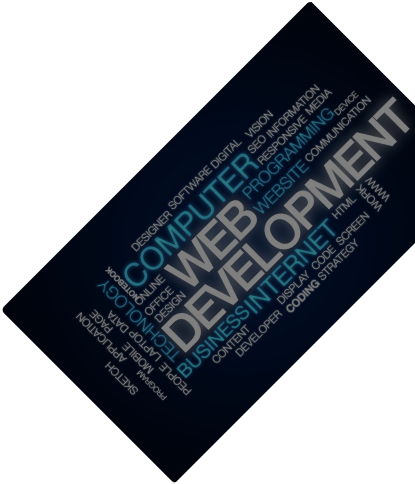 DESIGNER SOFTWARE DIGITAL VISION
SEO INFORMATION
RESPONSIVE MEDIA
COMPUTER
PROGRAMMING
DEVICE
WEBSITE
COMMUNICATION
WEB
DEVELOPMENT
NOTEBOOK
ONLINE
OFFICE
DESIGN
TECHNOLOGY
HTML
WORK
WWW
BUSINESS INTERNET
CONTENT
DISPLAY CODE SCREEN
DEVELOPER CODING STRATEGY
PEOPLE
LAPTOP
DATA
MOBILE
PAGE
PROGRAM
APPLICATION
SKETCH